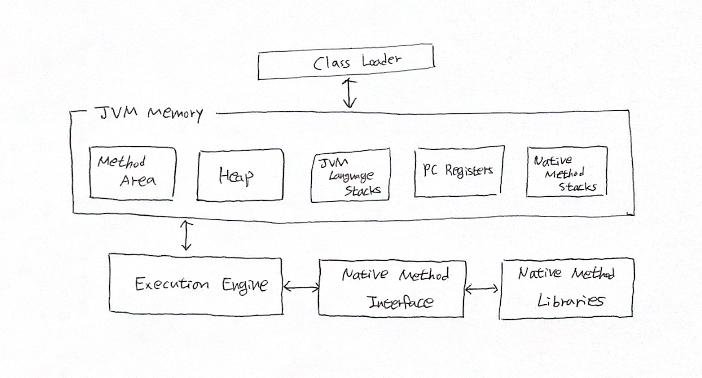 Class Loader
JVM Memory
Method
Area
Heap
JVM
Language
Stacks
PC Registers
Native
Method
Stacks
Execution Engine
Native Method
Interface
Native Method
Libraries